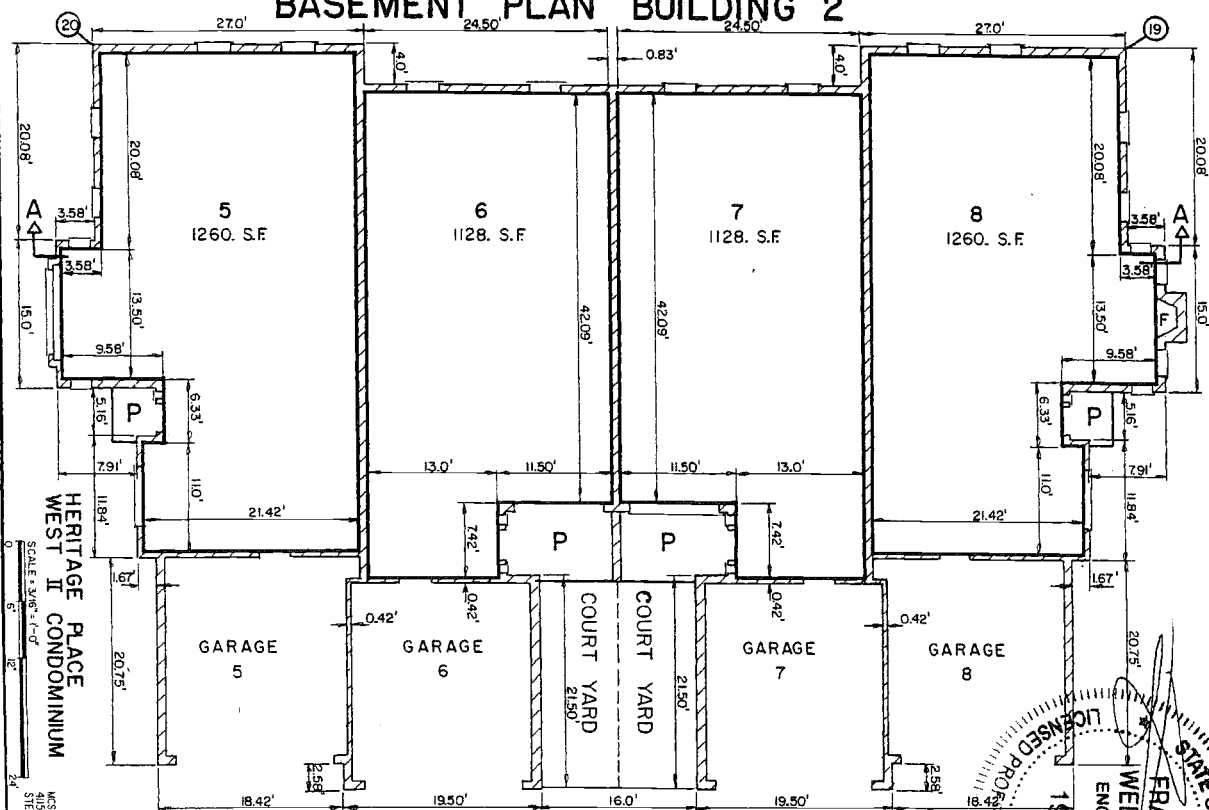 BASEMENT PLAN BUILDING 2
20
27.0'
24.50'
24.50'
27.0'
19
4.0'
0.83'
4.0'
20.08'
20.08'
20.08'
20.08'
5
1260. S.F.
6
1128. S.F.
7
1128. S.F.
8
1260. S.F.
A
3.58'
3.58'
3.58'
A
3.58'
15.0'
13.50'
42.09'
42.09'
13.50'
15.0'
F
9.58'
9.58'
5.16'
P
6.33'
6.33'
P
5.16'
7.91'
11.84'
11.0'
13.0'
11.50'
11.50'
13.0'
11.0'
7.91'
11.84'
21.42'
21.42'
7.42'
P
P
7.42'
1.67'
0.42'
0.42'
0.42'
0.42'
1.67'
20.75'
GARAGE
5
GARAGE
6
COURT YARD
COURT YARD
GARAGE
7
GARAGE
8
20.75'
21.50'
21.50'
2.58'
2.58'
18.42'
19.50'
16.0'
19.50'
18.42'
HERITAGE PLACE
WEST II CONDOMINIUM
SCALE = 3/16" = 1'-0"
0 6' 12' 24'
STATE
LICENSED